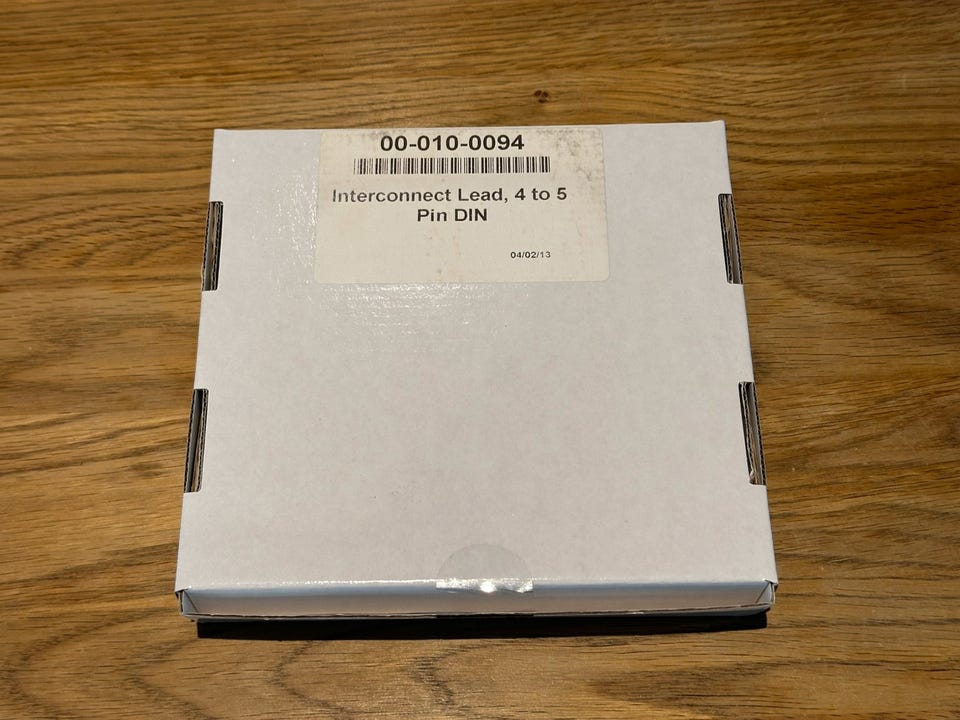 00-010-0094
Interconnect Lead, 4 to 5
Pin DIN
04/02/13